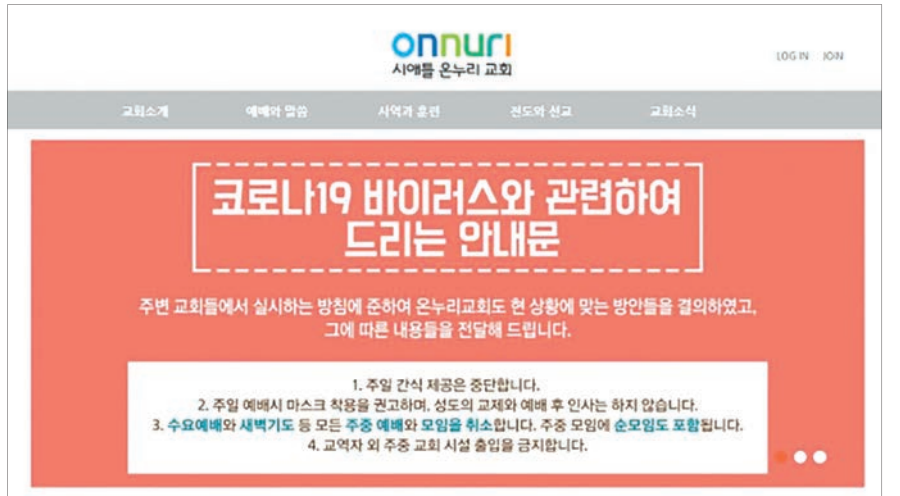 onnuri
시애틀 온누리 교회
LOG IN JOIN
교회소개 예배와 말씀 사역과 훈련 전도와 선교 교회소식
코로나19 바이러스와 관련하여
드리는 안내문
주변 교회들에서 실시하는 방침에 준하여 온누리교회도 현 상황에 맞는 방안들을 결의하였고,
그에 따른 내용들을 전달해 드립니다.
1. 주일 간식 제공은 중단합니다.
2. 주일 예배시 마스크 착용을 권고하며, 성도의 교제와 예배 후 인사는 하지 않습니다.
3. 수요예배와 새벽기도 등 모든 주중 예배와 모임을 취소합니다. 주중 모임에 순모임도 포함됩니다.
4. 교역자 외 주중 교회 시설 출입을 금지합니다.